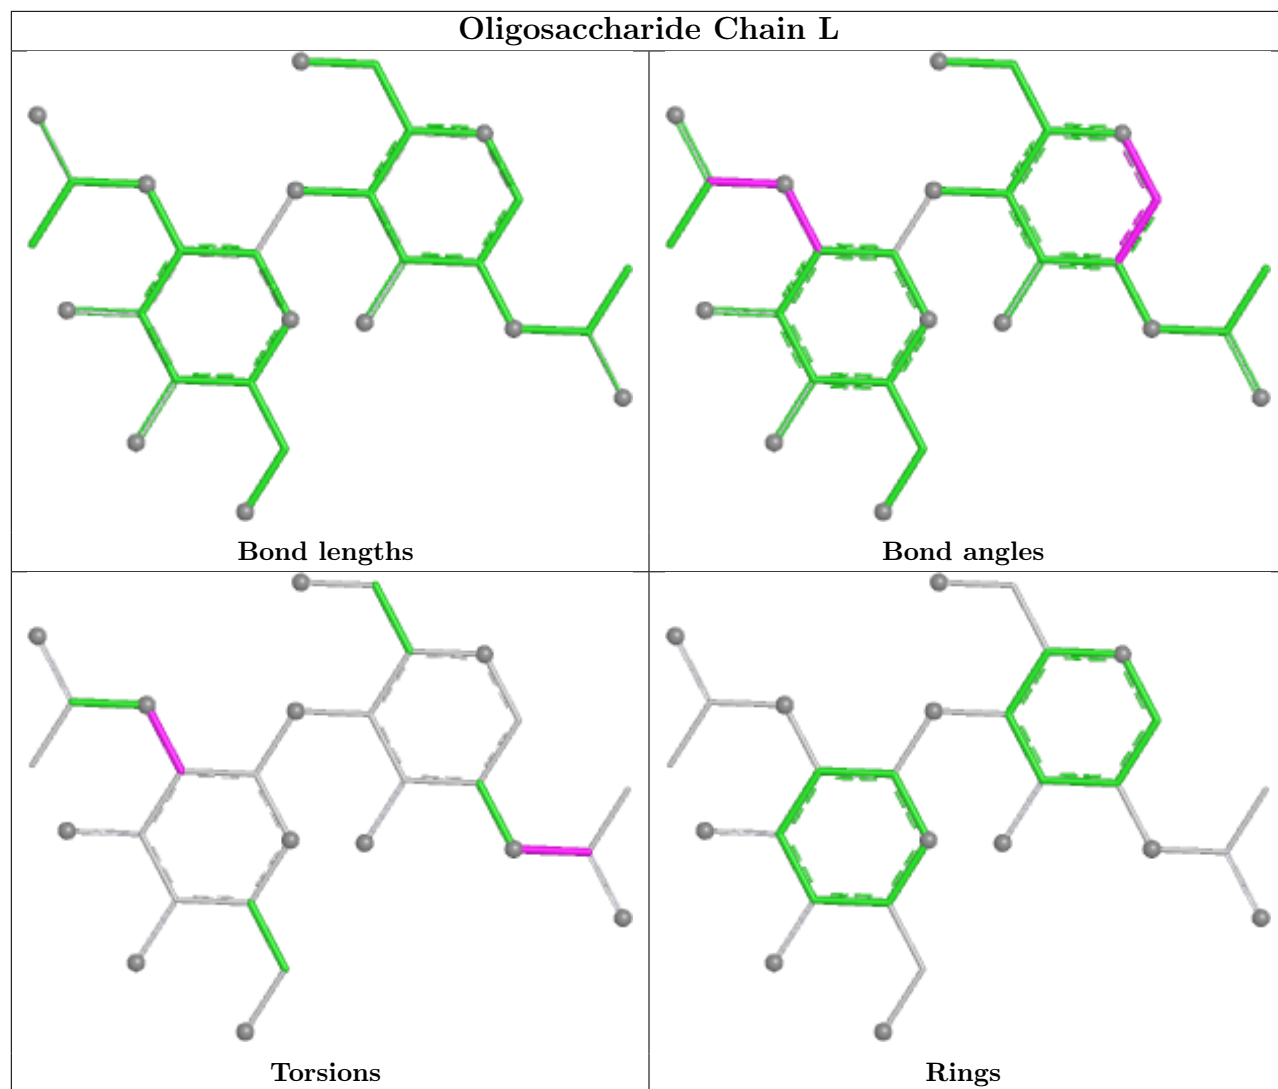 Oligosaccharide Chain L
Bond lengths
Bond angles
Torsions
Rings